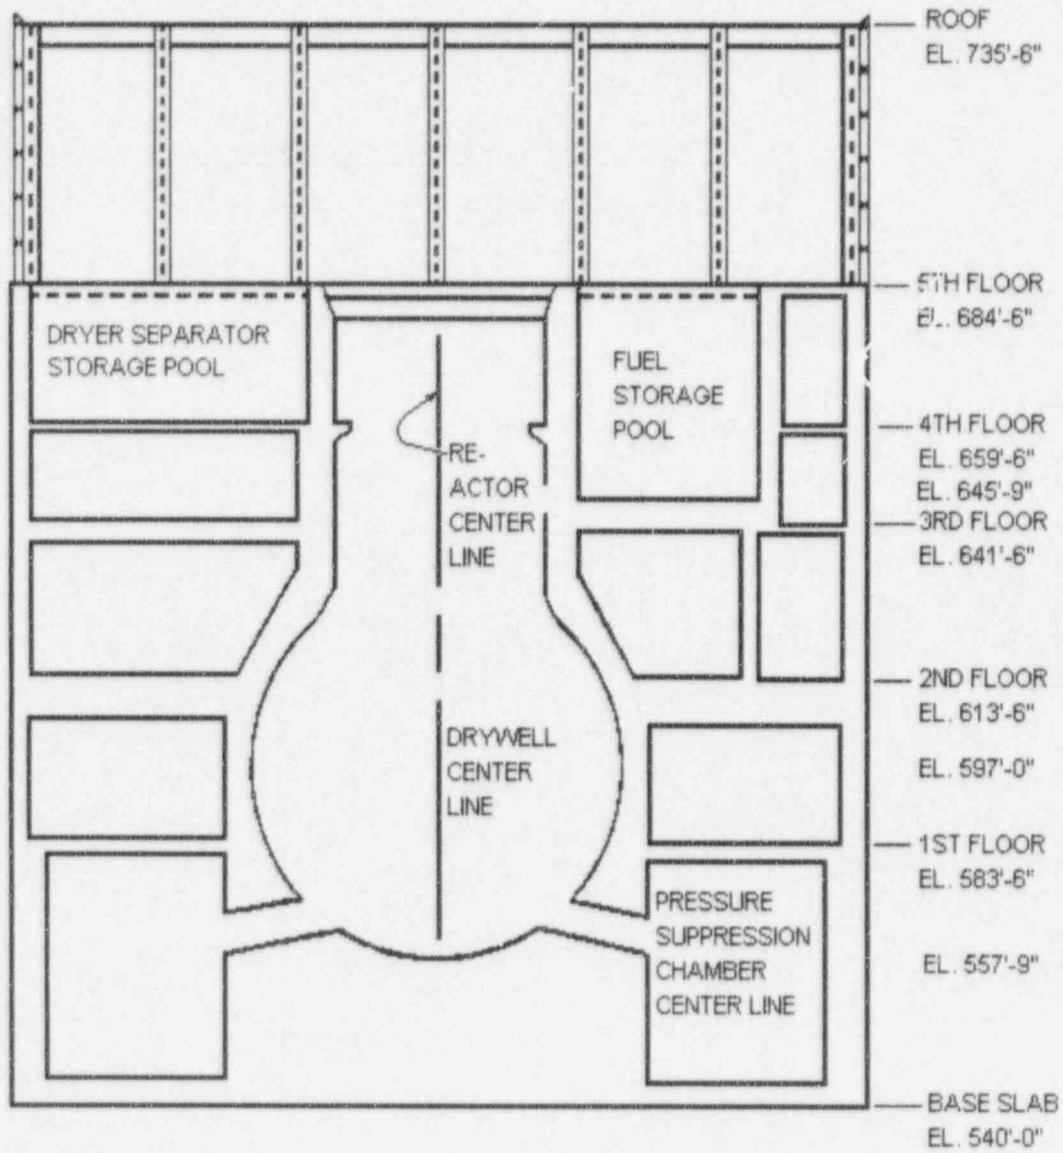 ROOF
EL. 735'-6"
5TH FLOOR
EL. 684'-6"
DRYER SEPARATOR
STORAGE POOL
FUEL
STORAGE
POOL
4TH FLOOR
EL. 659'-6"
EL. 645'-9"
3RD FLOOR
EL. 641'-6"
RE-
ACTOR
CENTER
LINE
2ND FLOOR
EL. 613'-6"
EL. 597'-0"
DRYWELL
CENTER
LINE
1ST FLOOR
EL. 583'-6"
PRESSURE
SUPPRESSION
CHAMBER
CENTER LINE
EL. 557'-9"
BASE SLAB
EL. 540'-0"